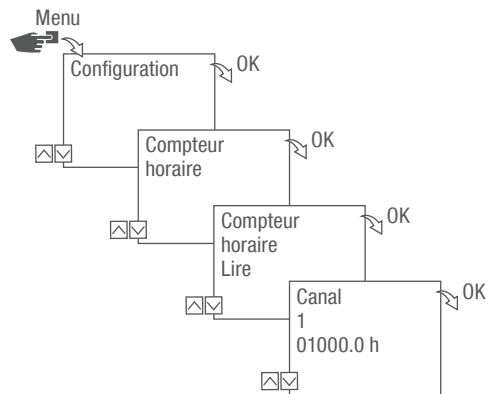 Menu
Configuration
OK
Compteur
horaire
OK
Compteur
horaire
Lire
OK
Canal
1
01000.0 h
OK